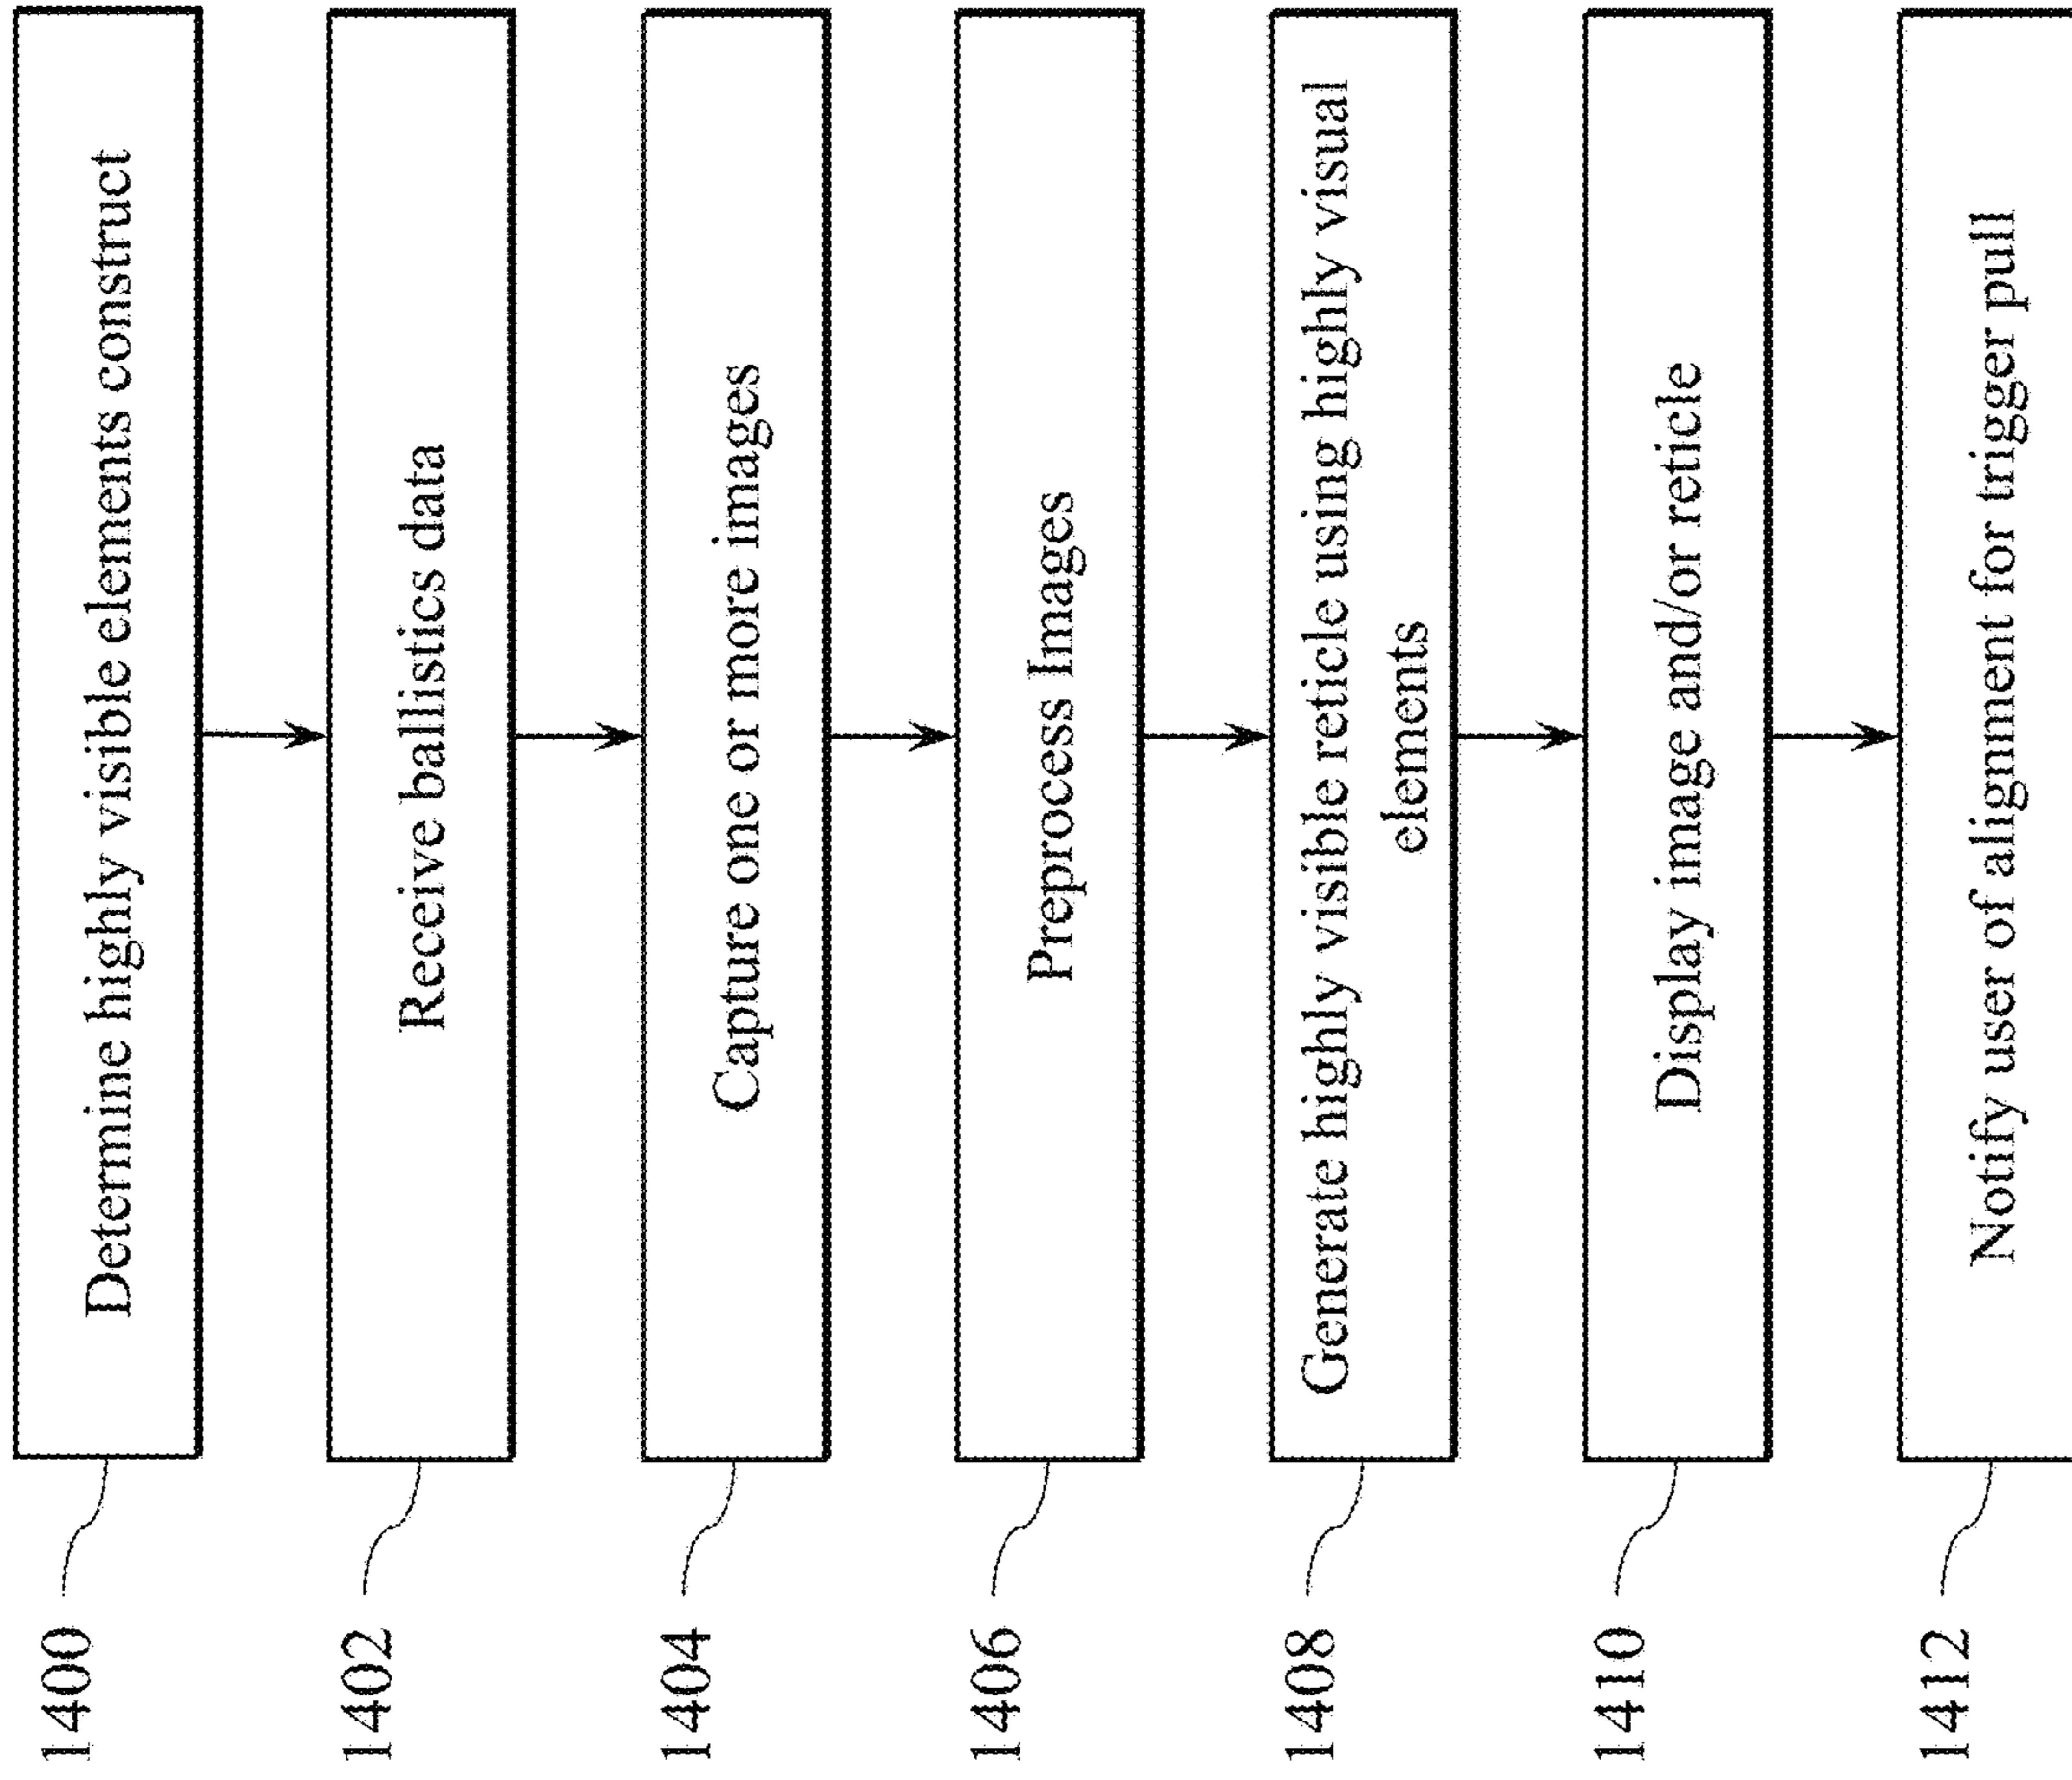 1400
Determine highly visible elements construct
1402
Receive ballistics data
1404
Capture one or more images
1406
Preprocess Images
1408
Generate highly visible reticle using highly visual
elements
1410
Display image and/or reticle
1412
Notify user of alignment for trigger pull